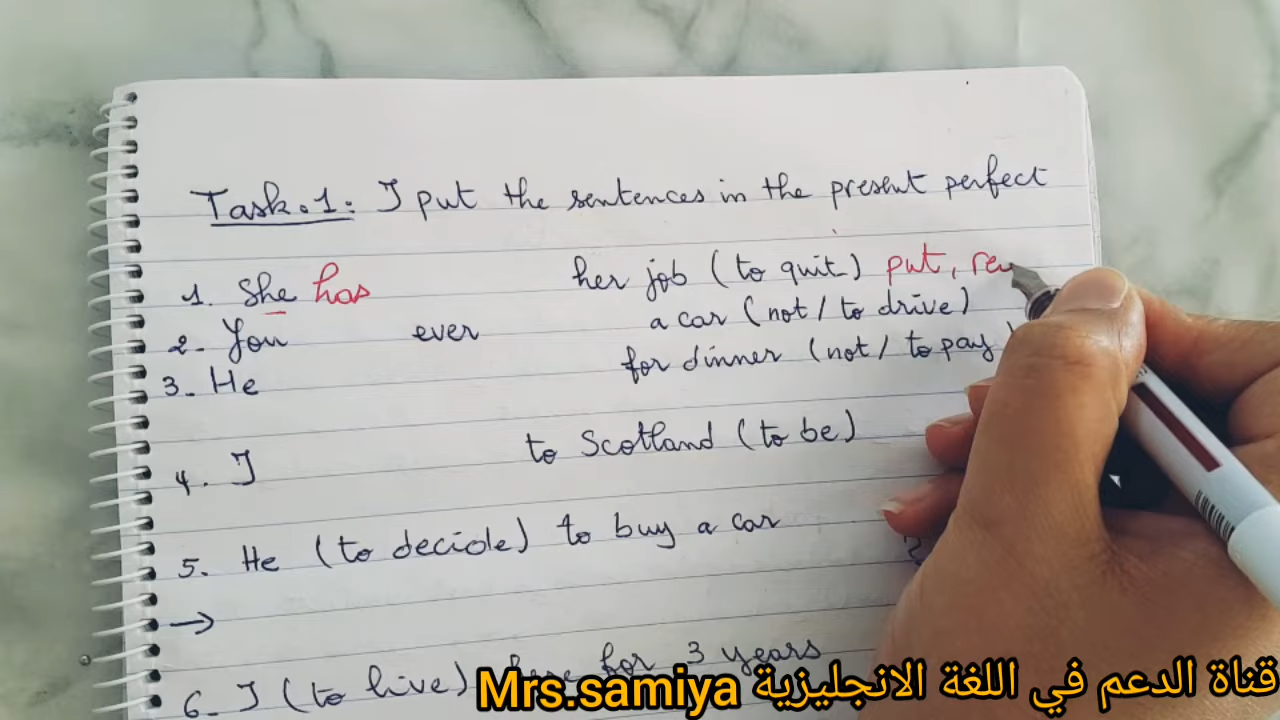 Task.1: I put the sentences in the present perfect
1. She has her job (to quit) put,
2. You ever a car (not / to drive)
3. He for dinner (not / to pay)
4. I to Scotland (to be)
5. He (to decide) to buy a car
→
6. I (to live) here for 3 years
Mrs.samiya قناة الدعم في اللغة الانجليزية